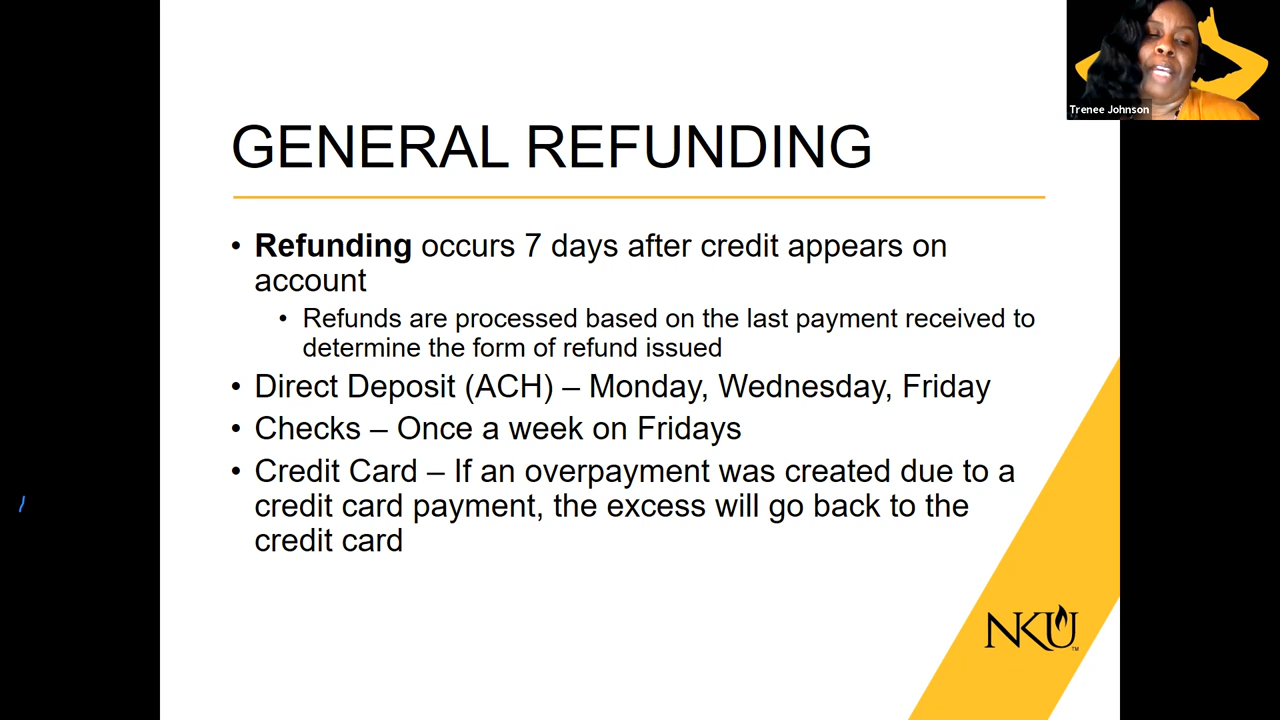 Trenee Johnson
GENERAL REFUNDING
• Refunding occurs 7 days after credit appears on
account
• Refunds are processed based on the last payment received to
determine the form of refund issued
• Direct Deposit (ACH) – Monday, Wednesday, Friday
• Checks – Once a week on Fridays
• Credit Card – If an overpayment was created due to a
credit card payment, the excess will go back to the
credit card
NKU™